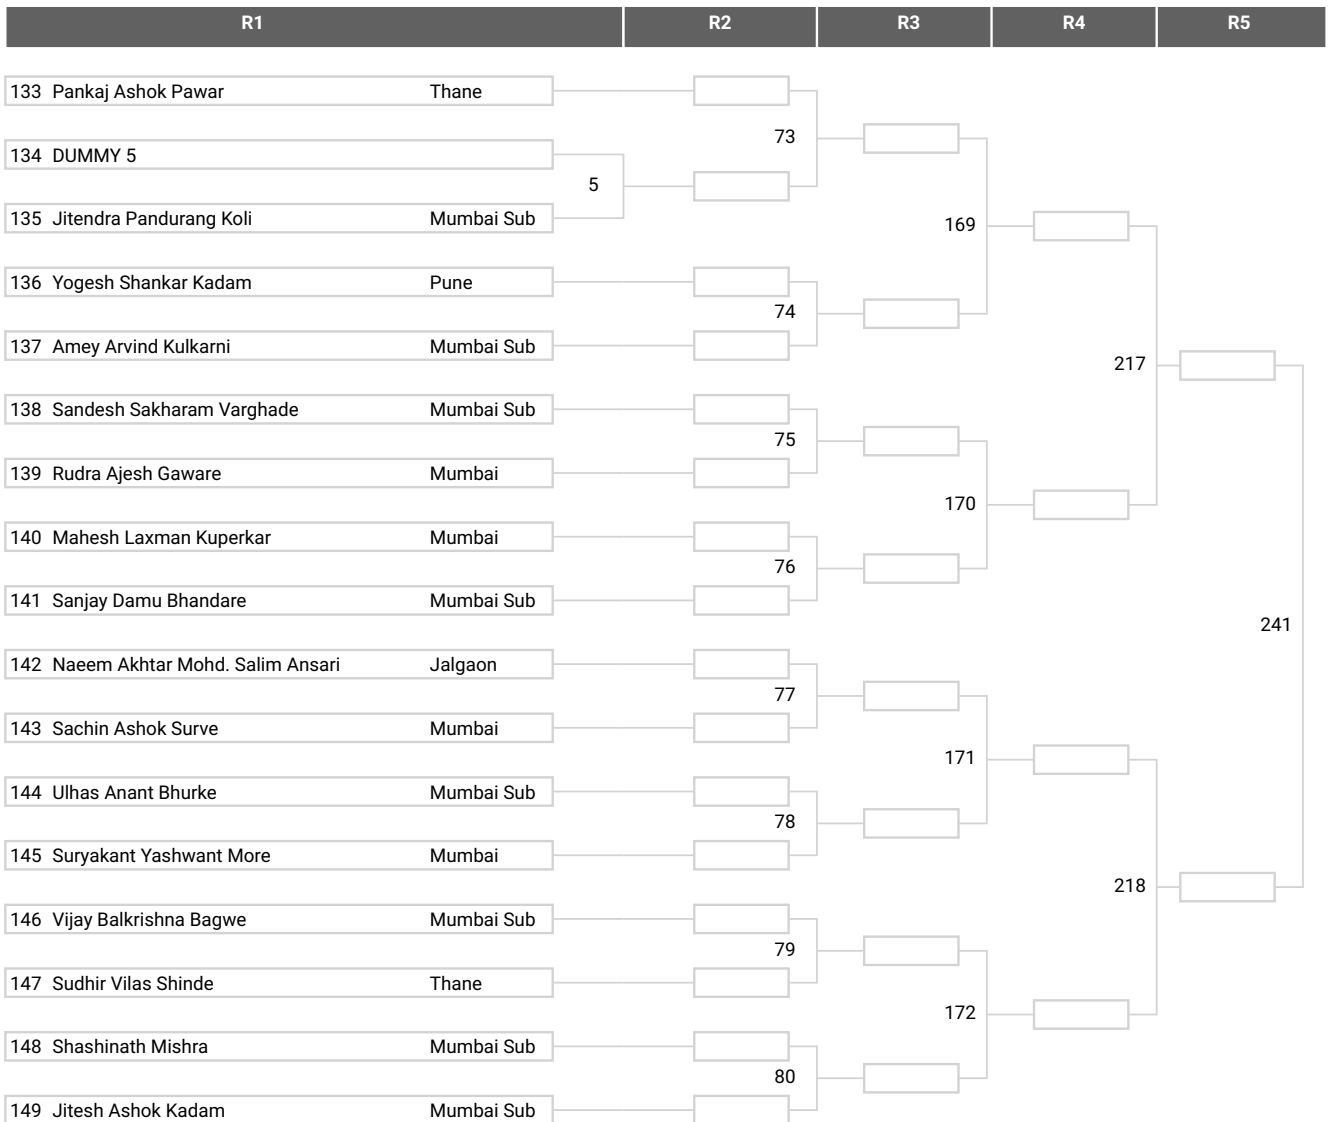 R1 R2 R3 R4 R5
133 Pankaj Ashok Pawar Thane
73
134 DUMMY 5
5
135 Jitendra Pandurang Koli Mumbai Sub
169
136 Yogesh Shankar Kadam Pune
74
137 Amey Arvind Kulkarni Mumbai Sub
217
138 Sandesh Sakharam Varghade Mumbai Sub
75
139 Rudra Ajesh Gaware Mumbai
170
140 Mahesh Laxman Kuperkar Mumbai
76
141 Sanjay Damu Bhandare Mumbai Sub
241
142 Naeem Akhtar Mohd. Salim Ansari Jalgaon
77
143 Sachin Ashok Surve Mumbai
171
144 Ulhas Anant Bhurke Mumbai Sub
78
145 Suryakant Yashwant More Mumbai
218
146 Vijay Balkrishna Bagwe Mumbai Sub
79
147 Sudhir Vilas Shinde Thane
172
148 Shashinath Mishra Mumbai Sub
80
149 Jitesh Ashok Kadam Mumbai Sub